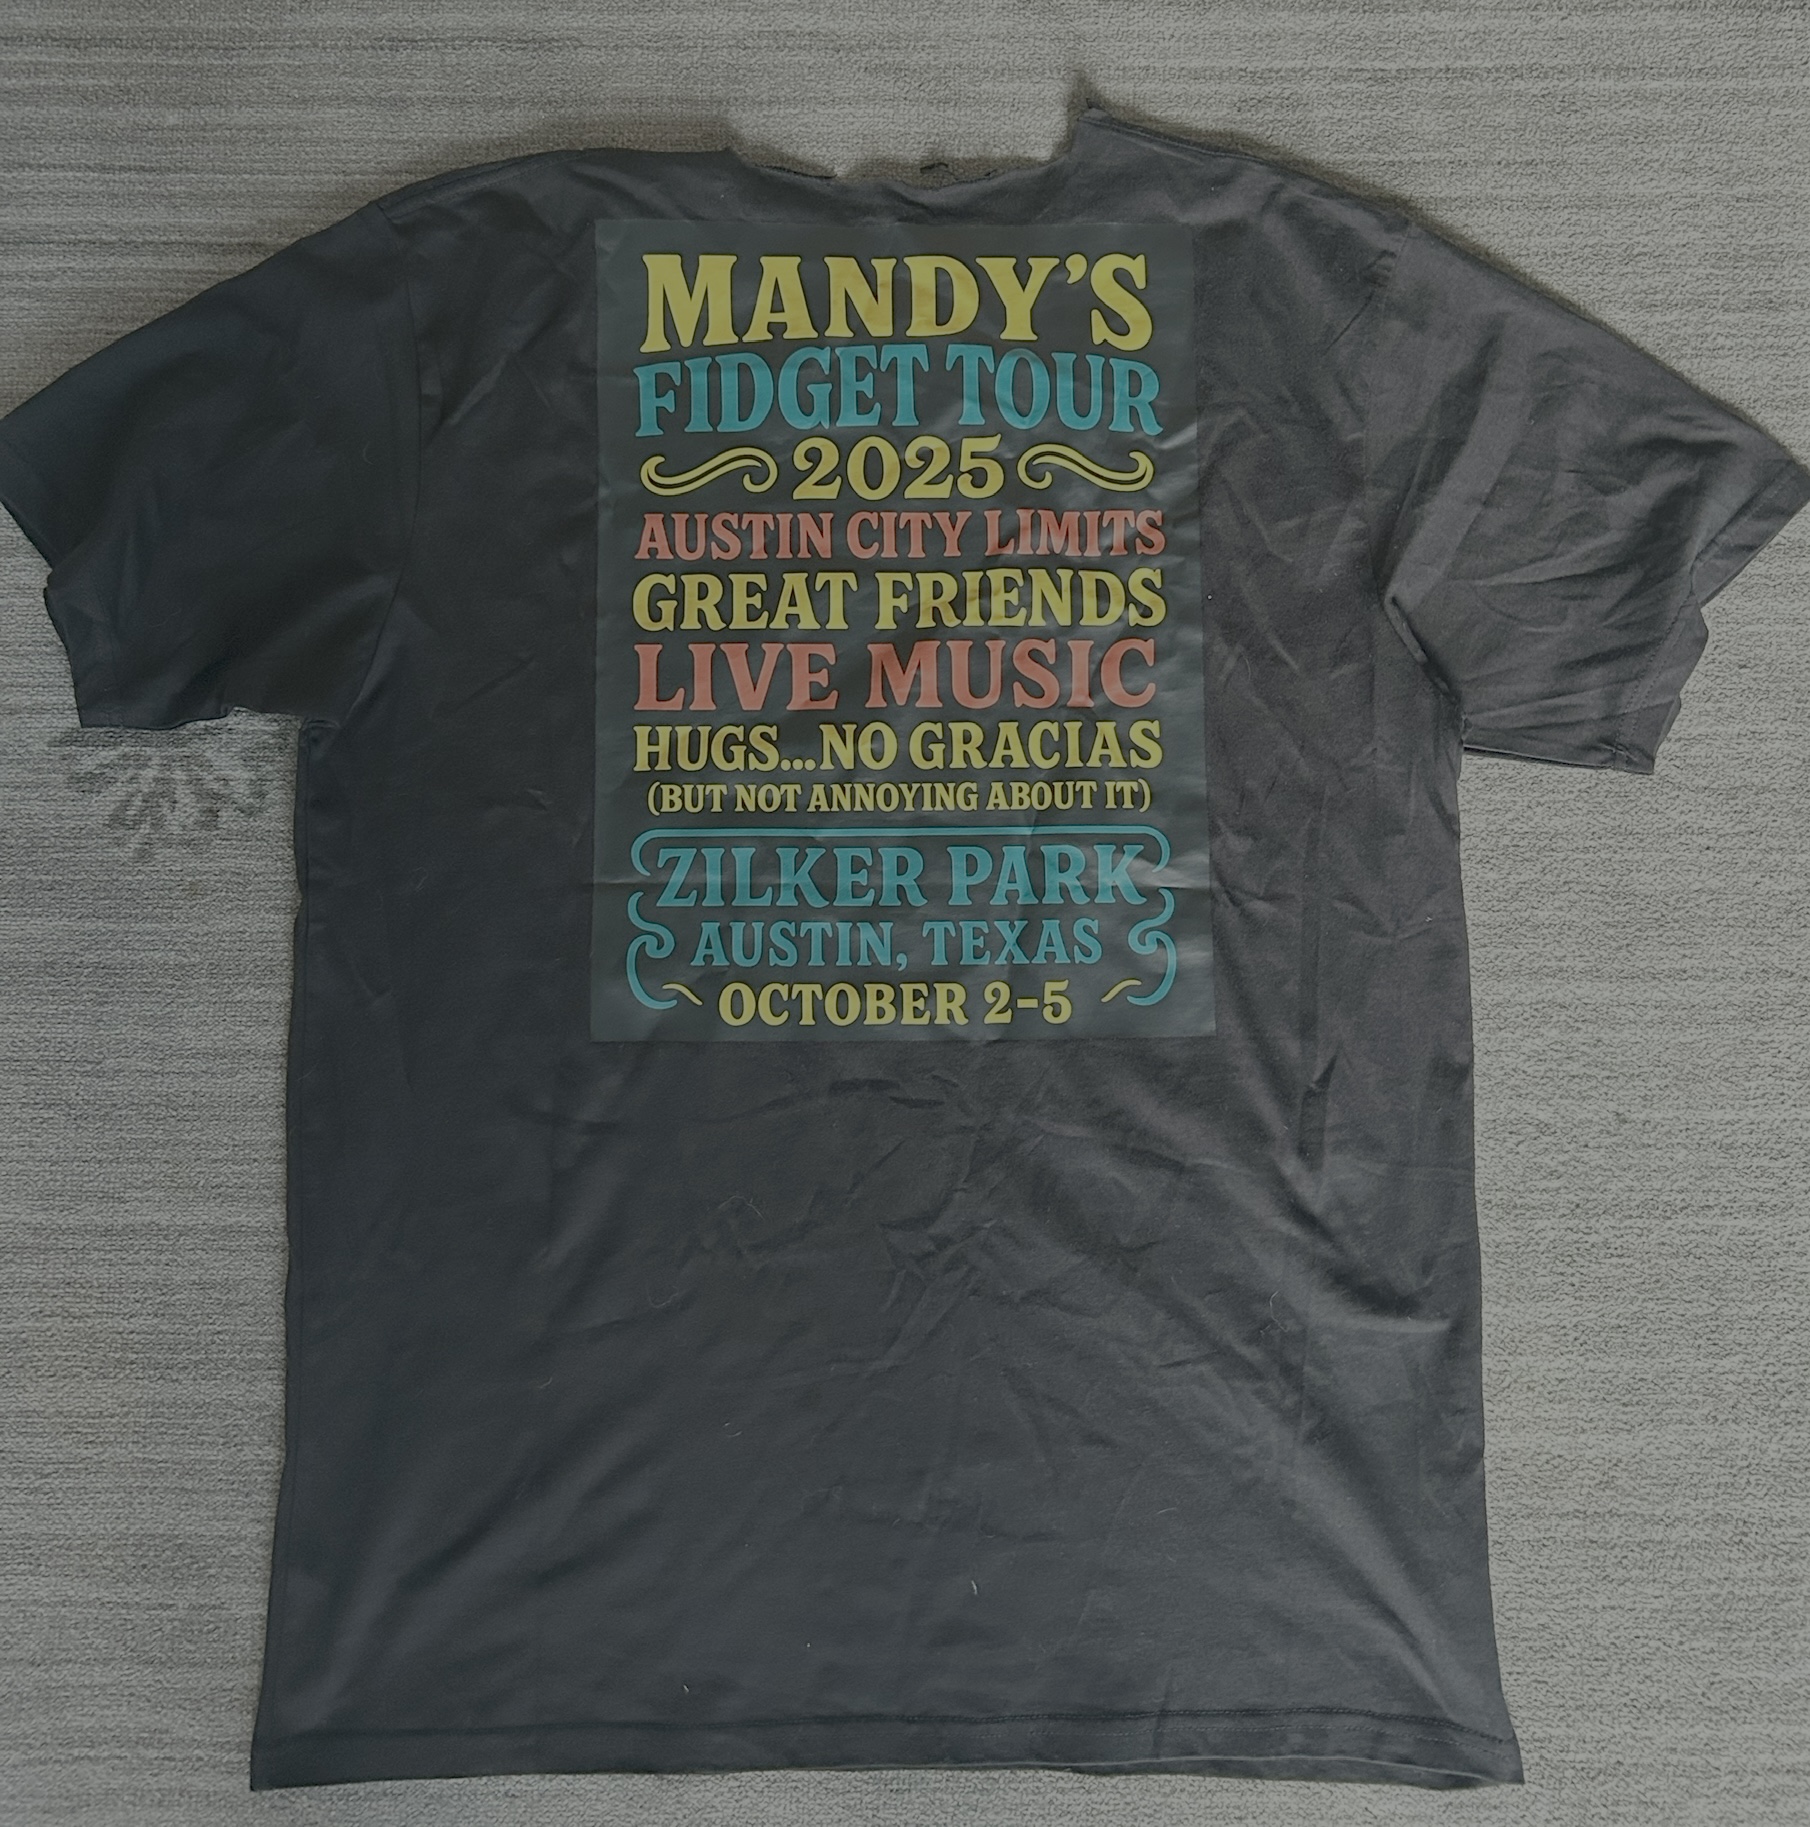 MANDY'S
FIDGET TOUR
2025
AUSTIN CITY LIMITS
GREAT FRIENDS
LIVE MUSIC
HUGS...NO GRACIAS
(BUT NOT ANNOYING ABOUT IT)
ZILKER PARK
AUSTIN, TEXAS
OCTOBER 2-5